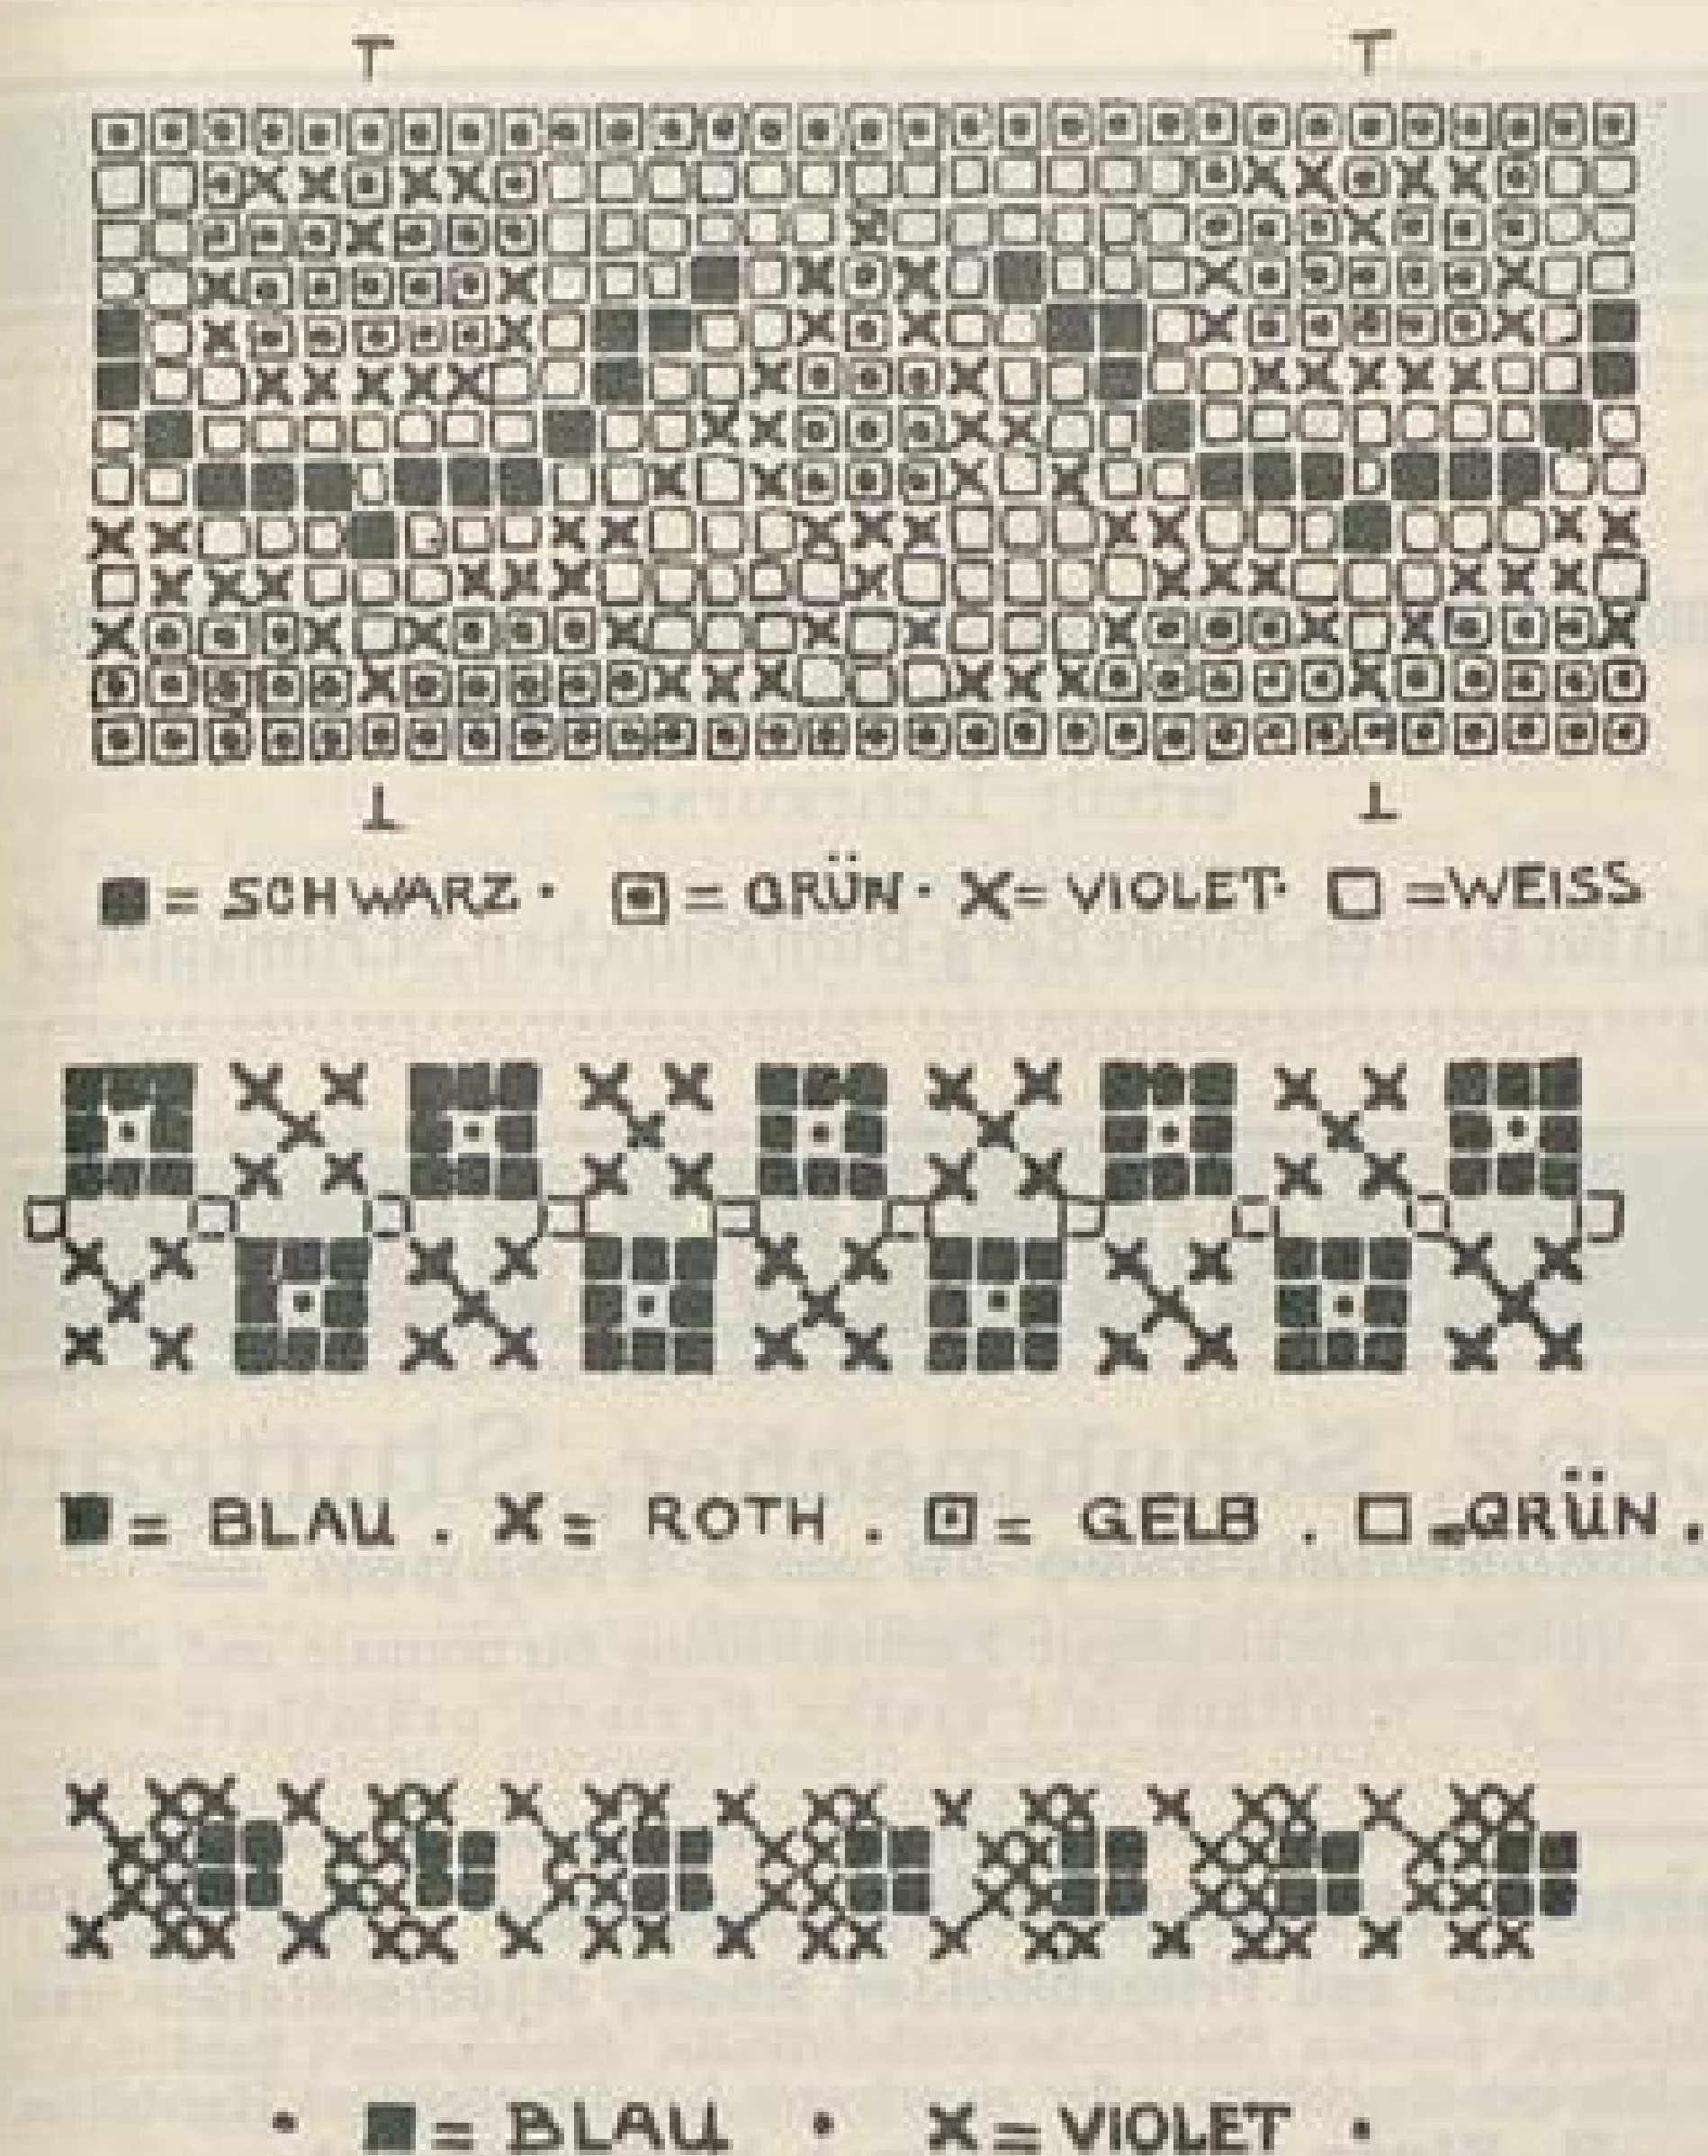 ■ = SCHWARZ · ⊡ = GRÜN · X = VIOLET · □ = WEISS
■ = BLAU . X = ROTH . ⊡ = GELB . □ = GRÜN .
· ■ = BLAU · X = VIOLET ·